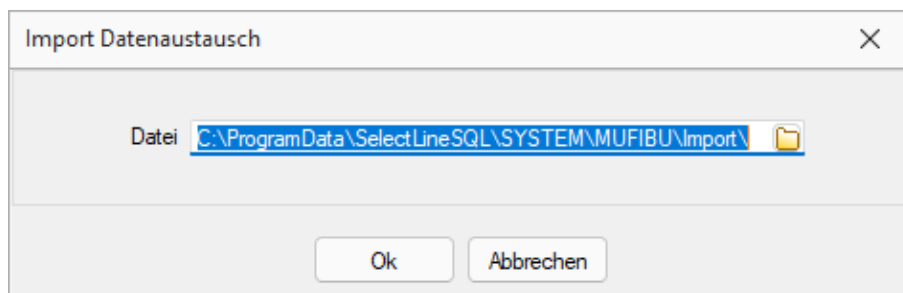 Import Datenaustausch
Datei C:\ProgramData\SelectLineSQL\SYSTEM\MUFIBU\Import\
Ok Abbrechen